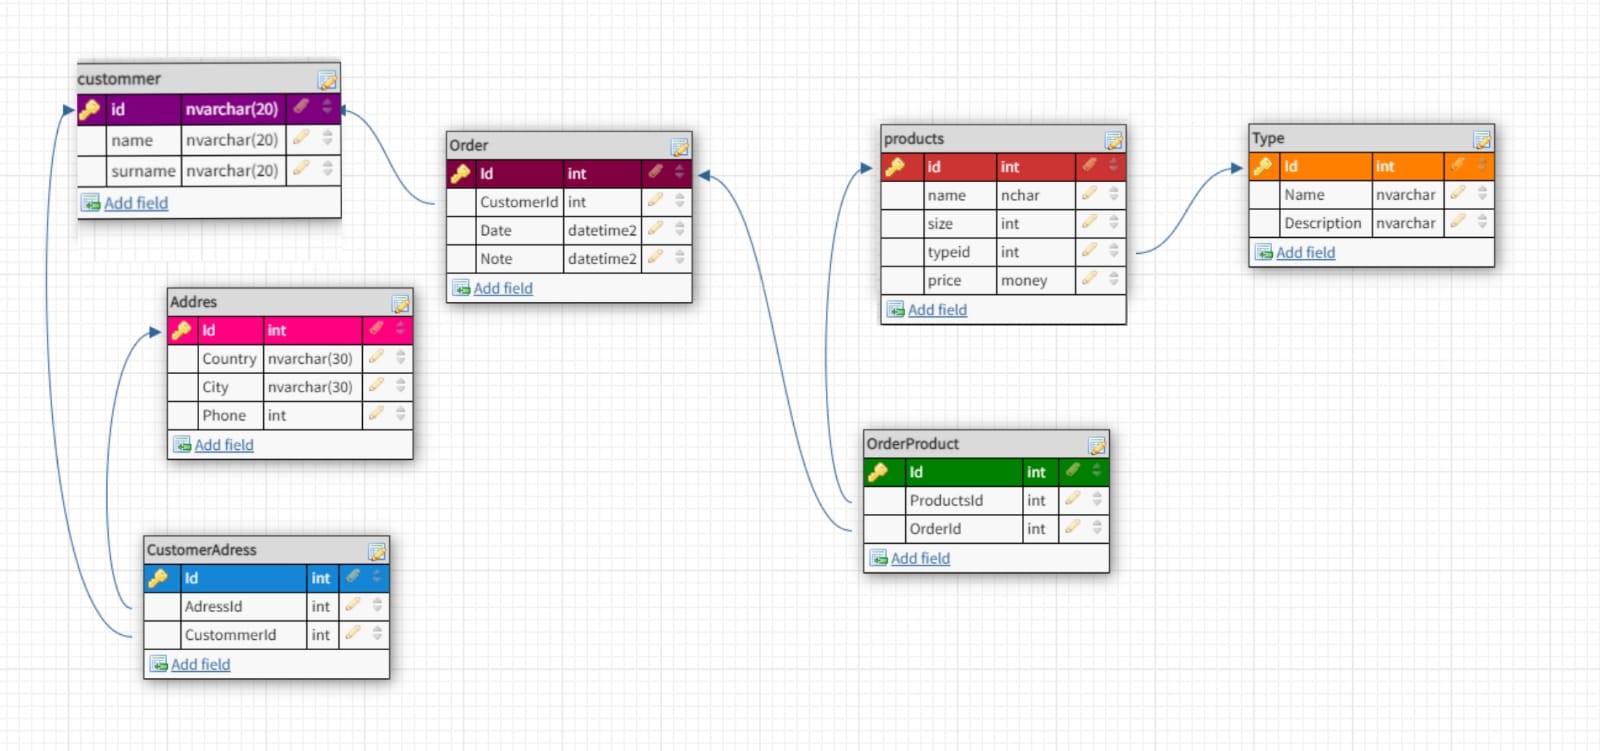 custommer
id nvarchar(20)
name nvarchar(20)
surname nvarchar(20)
Add field
Order
Id int
CustomerId int
Date datetime2
Note datetime2
Add field
products
id int
name nchar
size int
typeid int
price money
Add field
Type
Id int
Name nvarchar
Description nvarchar
Add field
Addres
Id int
Country nvarchar(30)
City nvarchar(30)
Phone int
Add field
OrderProduct
Id int
ProductsId int
OrderId int
Add field
CustomerAdress
Id int
AdressId int
CustommerId int
Add field